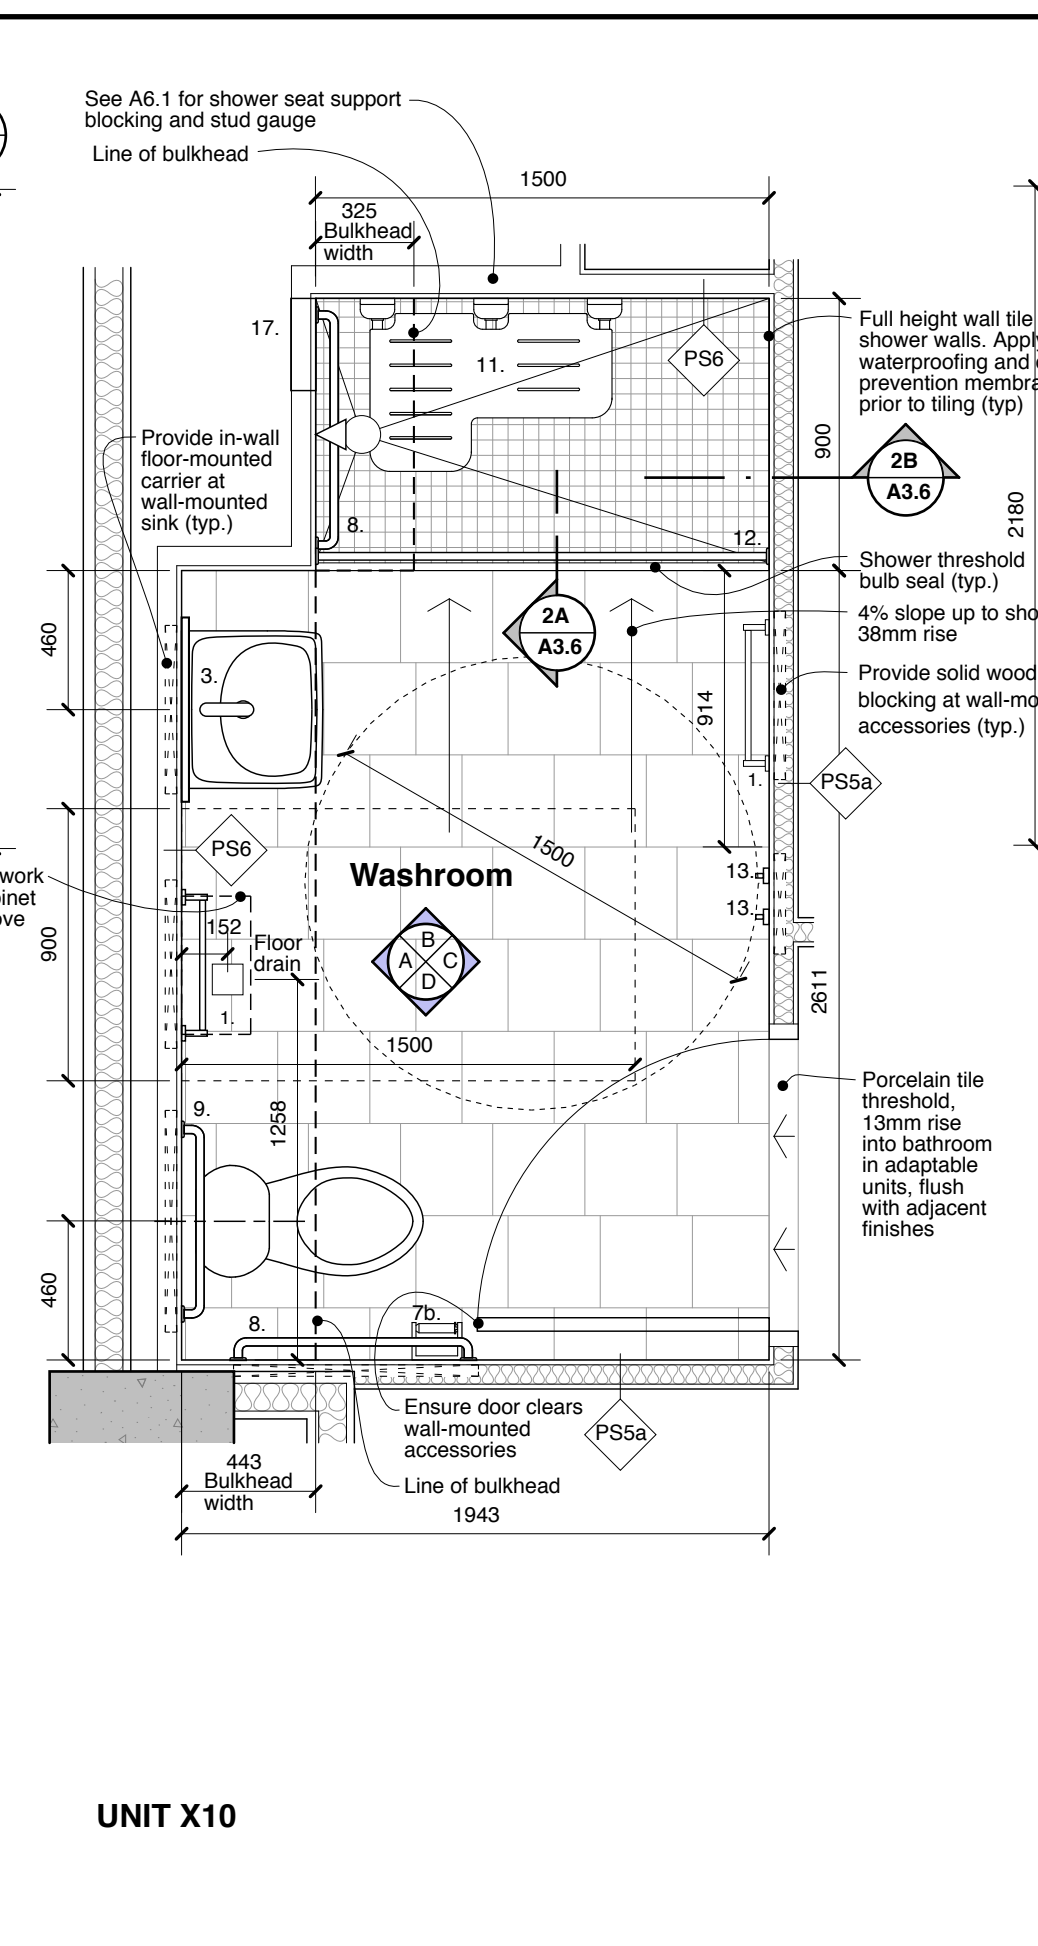 See A6.1 for shower seat support
blocking and stud gauge
Line of bulkhead
1500
325
Bulkhead
width
17.
11.
PS6
Full height wall tile
shower walls. Apply
waterproofing and
prevention
prior to tiling (typ)
900
2B
A3.6
2180
Provide in-wall
floor-mounted
carrier at
wall-mounted
sink (typ.)
8.
12.
Shower threshold
bulb seal (typ.)
2A
A3.6
4% slope up to
38mm rise
460
3.
914
Provide solid wood
blocking at
accessories (typ.)
1.
PS5a
PS6
1500
Washroom
13.
13.
work
900
152
Floor
drain
B
A
C
D
1.
2611
1500
1258
9.
Porcelain tile
threshold,
13mm rise
into bathroom
in adaptable
units, flush
with adjacent
finishes
460
8.
7b.
Ensure door clears
wall-mounted
accessories
PS5a
Line of bulkhead
443
Bulkhead
width
1943
UNIT X10